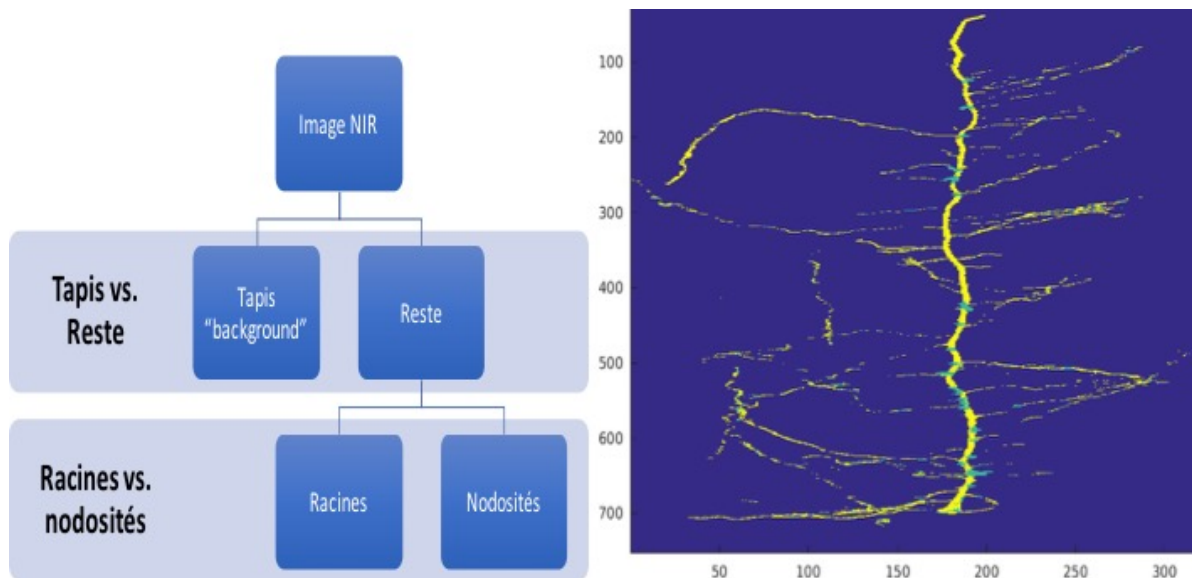 Image NIR
Tapis vs.
Reste
Tapis
“background”
Reste
Racines vs.
nodosités
Racines
Nodosités
100
200
300
400
500
600
700
50
100
150
200
250
300